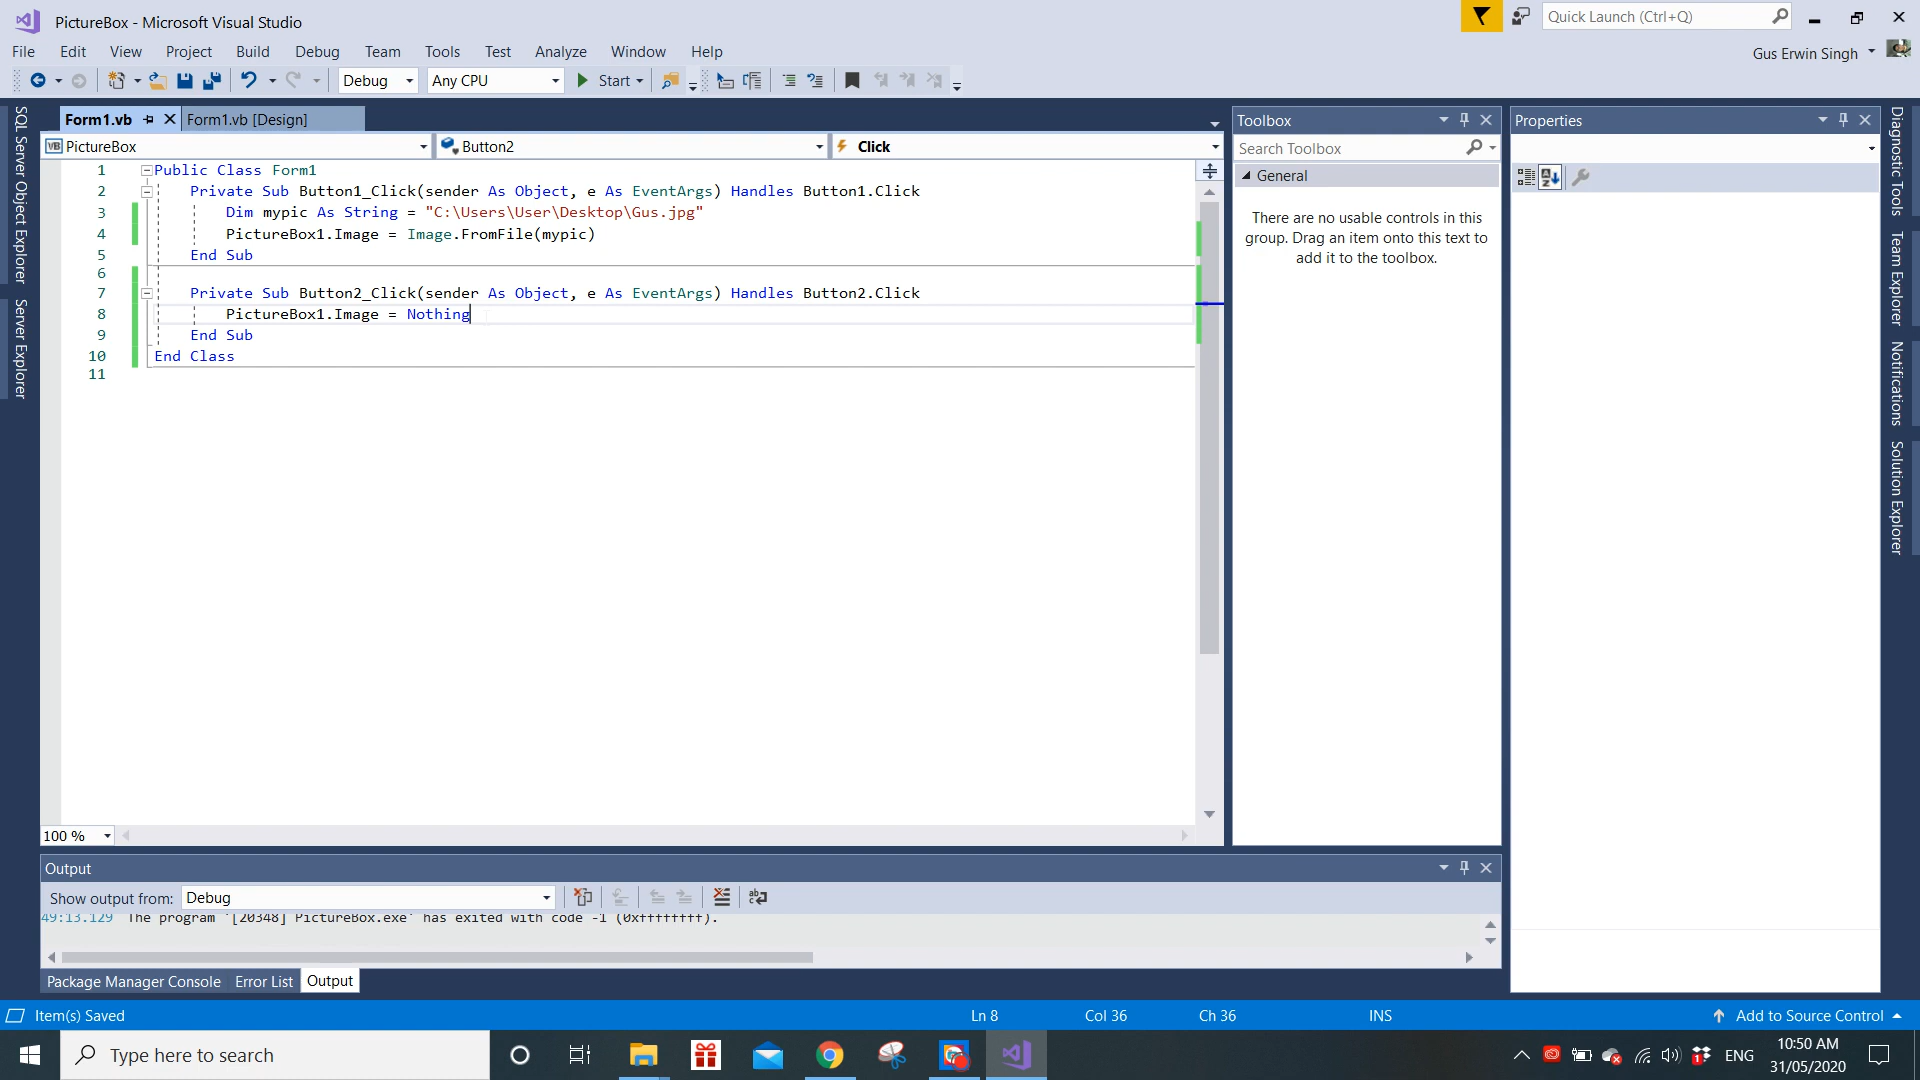 PictureBox - Microsoft Visual Studio
Quick Launch (Ctrl+Q)
File Edit View Project Build Debug Team Tools Test Analyze Window Help
Gus Erwin Singh
Debug Any CPU Start
Form1.vb Form1.vb [Design]
PictureBox Button2 Click
1 Public Class Form1
2 Private Sub Button1_Click(sender As Object, e As EventArgs) Handles Button1.Click
3 Dim mypic As String = "C:\Users\User\Desktop\Gus.jpg"
4 PictureBox1.Image = Image.FromFile(mypic)
5 End Sub
6
7 Private Sub Button2_Click(sender As Object, e As EventArgs) Handles Button2.Click
8 PictureBox1.Image = Nothing
9 End Sub
10 End Class
11
100 %
SQL Server Object Explorer
Server Explorer
Toolbox
Search Toolbox
General
There are no usable controls in this
group. Drag an item onto this text to
add it to the toolbox.
Properties
Diagnostic Tools
Team Explorer
Notifications
Solution Explorer
Output
Show output from: Debug
49:13.129 The program '[20348] PictureBox.exe' has exited with code -1 (0xffffffff).
Package Manager Console Error List Output
Item(s) Saved Ln 8 Col 36 Ch 36 INS Add to Source Control
Type here to search
ENG
10:50 AM
31/05/2020